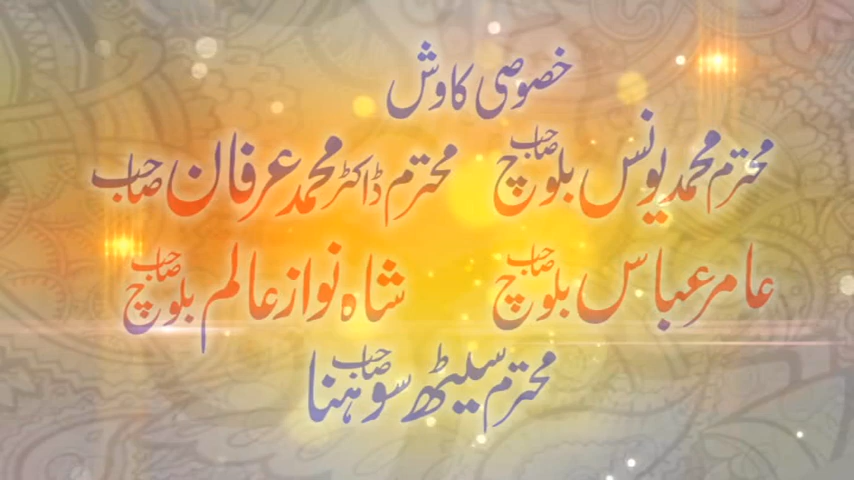 خصوصی کاوش
محترم محمد یونس بلوچ صاحب محترم ڈاکٹر محمد عرفان صاحب
عامر عباس بلوچ صاحب شاہ نواز عالم بلوچ صاحب
محترم سیٹھ سوہنا صاحب